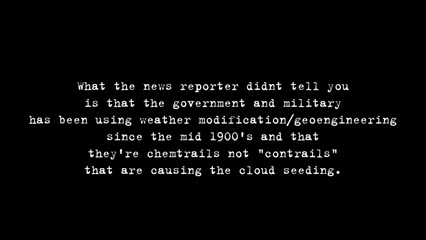 What the news reporter didnt tell you
is that the government and military
has been using weather modification/geoengineering
since the mid 1900's and that
they're chemtrails not "contrails"
that are causing the cloud seeding.